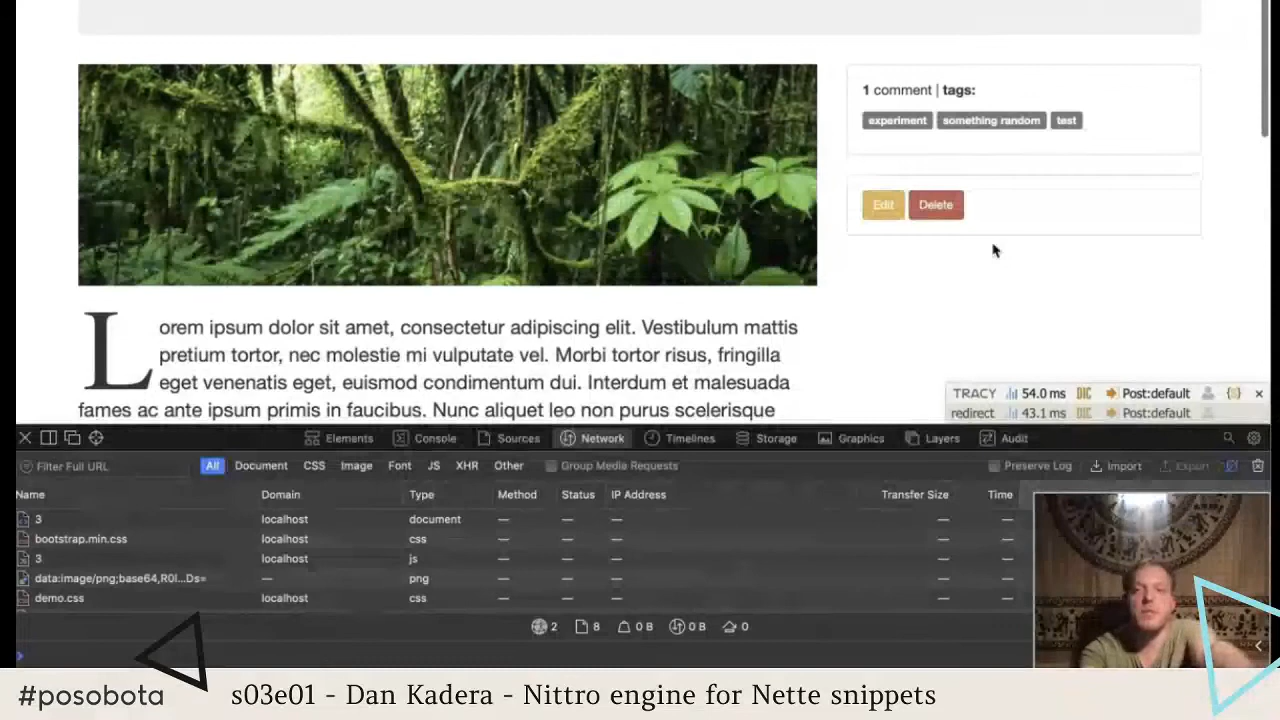 1 comment | tags:
experiment something random test
Edit Delete
Lorem ipsum dolor sit amet, consectetur adipiscing elit. Vestibulum mattis
pretium tortor, nec molestie mi vulputate vel. Morbi tortor risus, fringilla
eget venenatis eget, euismod condimentum dui. Interdum et malesuada
fames ac ante ipsum primis in faucibus. Nunc aliquet leo non purus scelerisque
TRACY 54.0 ms DIC Post:default
redirect 43.1 ms DIC Post:default
Elements Console Sources Network Timelines Storage Graphics Layers Audit
Filter Full URL All Document CSS Image Font JS XHR Other Group Media Requests Preserve Log Import Export
Name Domain Type Method Status IP Address Transfer Size Time
3 localhost document — — — — —
bootstrap.min.css localhost css — — — — —
3 localhost js — — — — —
data:image/png;base64,R0l...Ds= — png — — — — —
demo.css localhost css — — — — —
2 8 0 B 0 B 0
#posobota s03e01 - Dan Kadera - Nittro engine for Nette snippets